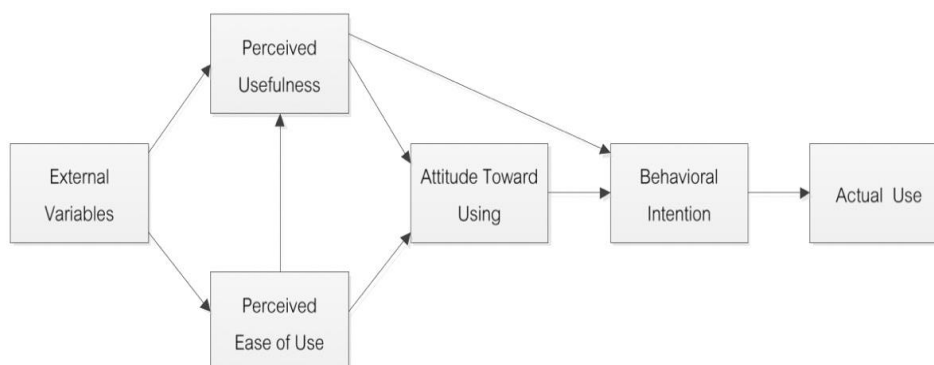 Perceived
Usefulness
External
Variables
Attitude Toward
Using
Behavioral
Intention
Actual Use
Perceived
Ease of Use